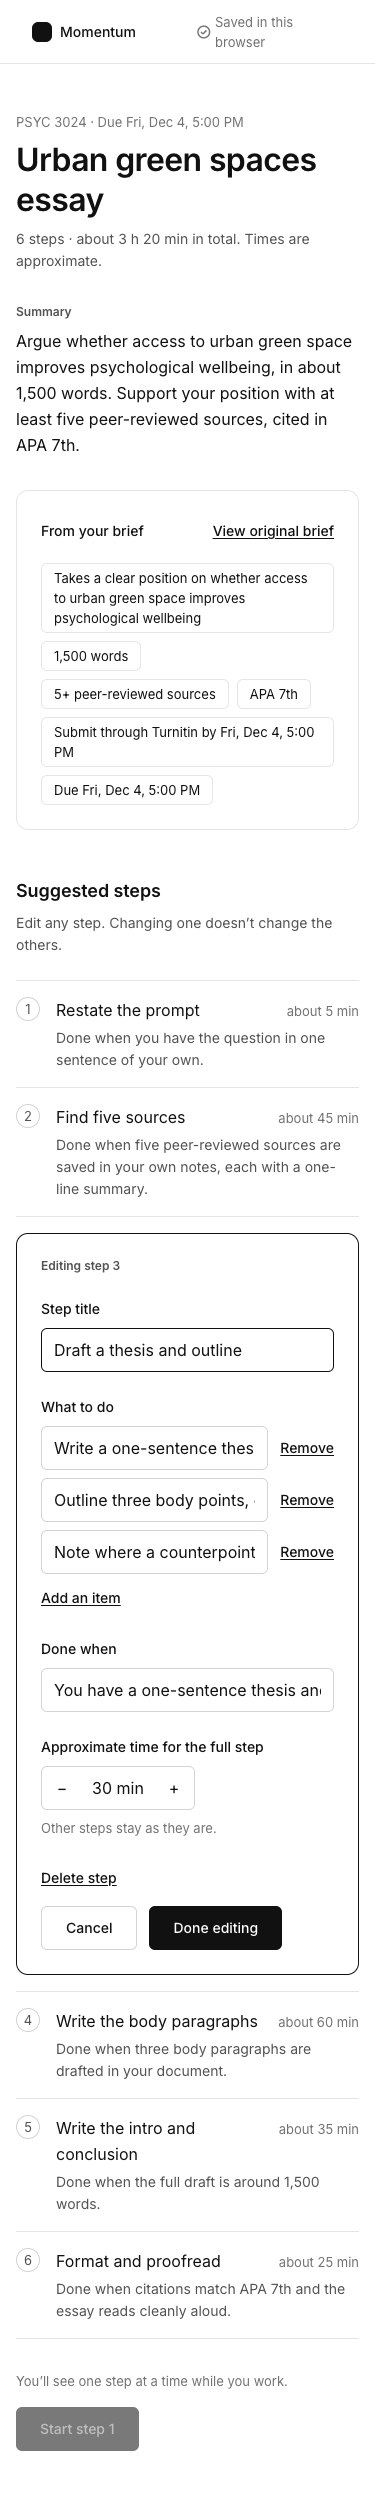 Momentum
Saved in this
browser
PSYC 3024 · Due Fri, Dec 4, 5:00 PM
Urban green spaces
essay
6 steps · about 3 h 20 min in total. Times are
approximate.
Summary
Argue whether access to urban green space
improves psychological wellbeing, in about
1,500 words. Support your position with at
least five peer-reviewed sources, cited in
APA 7th.
From your brief
View original brief
Takes a clear position on whether access
to urban green space improves
psychological wellbeing
1,500 words
5+ peer-reviewed sources
APA 7th
Submit through Turnitin by Fri, Dec 4, 5:00
PM
Due Fri, Dec 4, 5:00 PM
Suggested steps
Edit any step. Changing one doesn’t change the
others.
1
Restate the prompt
about 5 min
Done when you have the question in one
sentence of your own.
2
Find five sources
about 45 min
Done when five peer-reviewed sources are
saved in your own notes, each with a one-
line summary.
Editing step 3
Step title
Draft a thesis and outline
What to do
Write a one-sentence thes
Remove
Outline three body points,
Remove
Note where a counterpoint
Remove
Add an item
Done when
You have a one-sentence thesis an
Approximate time for the full step
− 30 min +
Other steps stay as they are.
Delete step
Cancel
Done editing
4
Write the body paragraphs
about 60 min
Done when three body paragraphs are
drafted in your document.
5
Write the intro and
conclusion
about 35 min
Done when the full draft is around 1,500
words.
6
Format and proofread
about 25 min
Done when citations match APA 7th and the
essay reads cleanly aloud.
You’ll see one step at a time while you work.
Start step 1